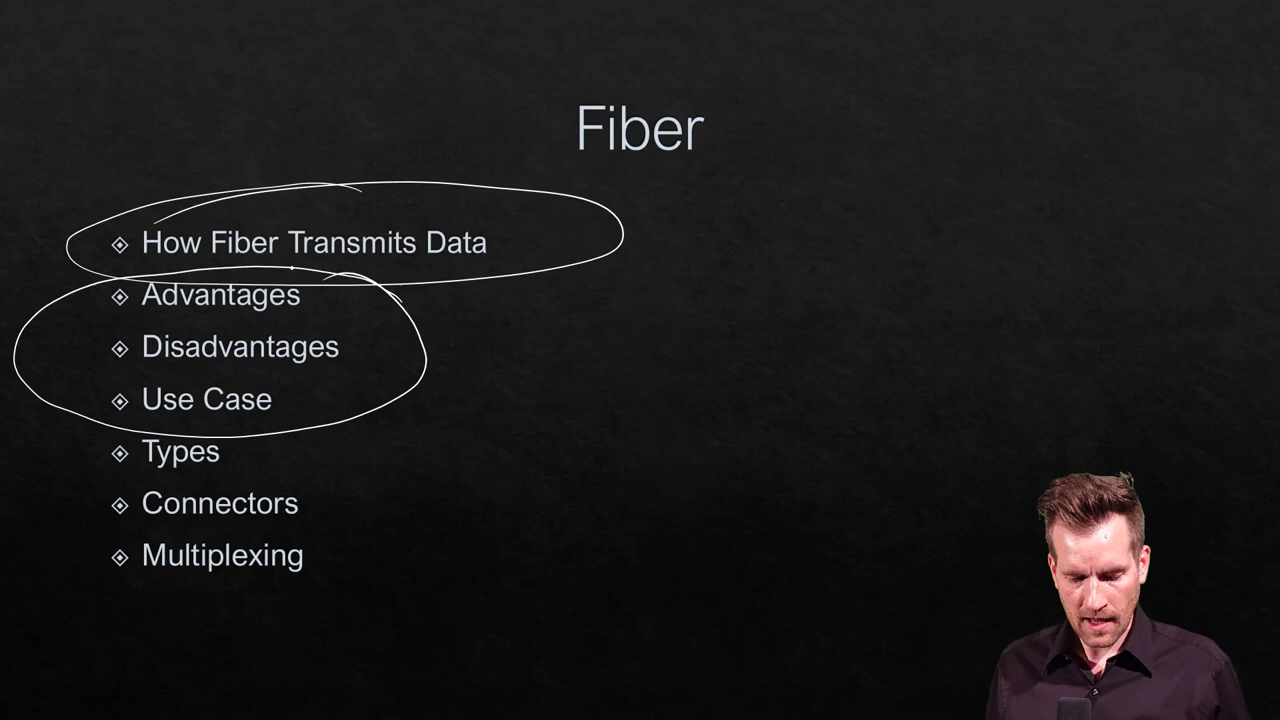 Fiber
How Fiber Transmits Data
Advantages
Disadvantages
Use Case
Types
Connectors
Multiplexing